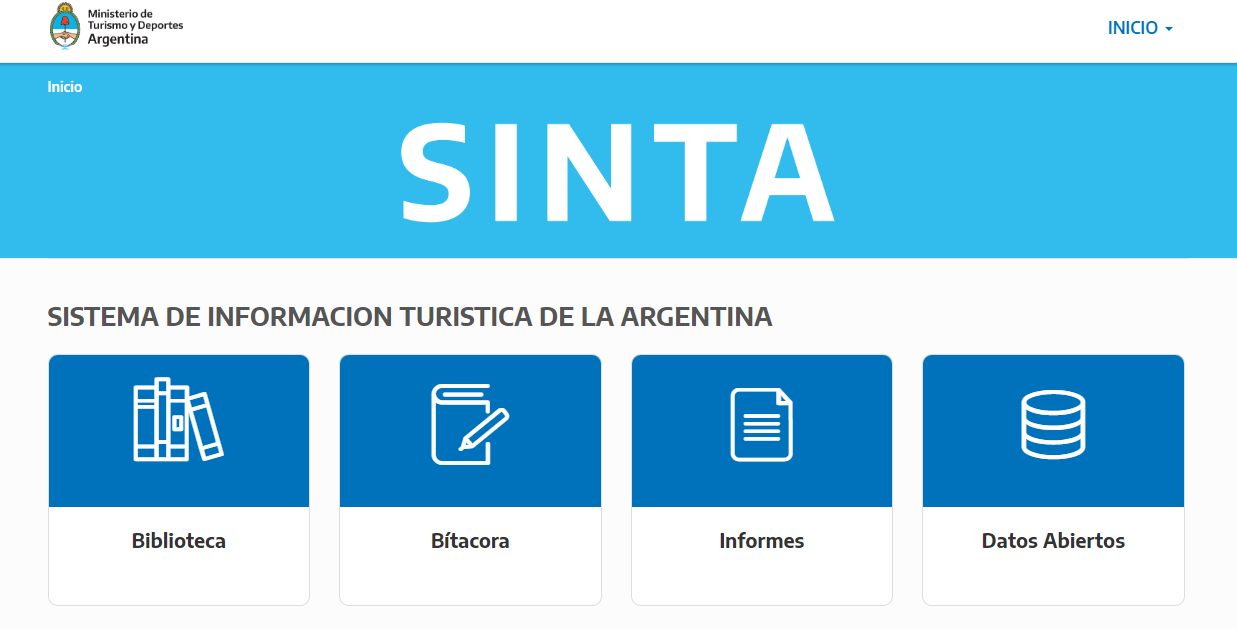 Ministerio de
Turismo y Deportes
Argentina
INICIO
Inicio
SINTA
SISTEMA DE INFORMACION TURISTICA DE LA ARGENTINA
Biblioteca
Bítacora
Informes
Datos Abiertos